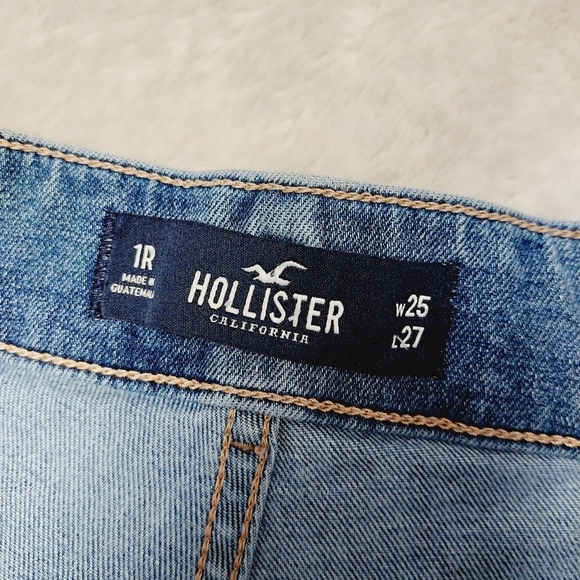 1R
MADE IN
GUATEMALA
HOLLISTER
CALIFORNIA
W25
L27